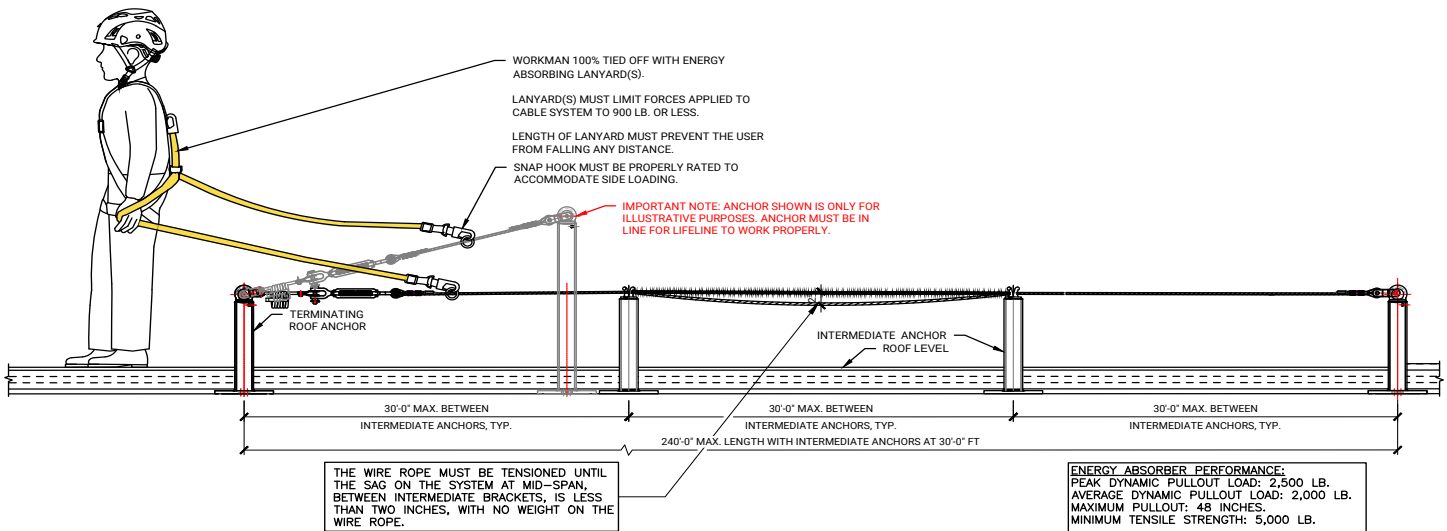 WORKMAN 100% TIED OFF WITH ENERGY
ABSORBING LANYARD(S).
LANYARD(S) MUST LIMIT FORCES APPLIED TO
CABLE SYSTEM TO 900 LB. OR LESS.
LENGTH OF LANYARD MUST PREVENT THE USER
FROM FALLING ANY DISTANCE.
SNAP HOOK MUST BE PROPERLY RATED TO
ACCOMMODATE SIDE LOADING.
IMPORTANT NOTE: ANCHOR SHOWN IS ONLY FOR
ILLUSTRATIVE PURPOSES. ANCHOR MUST BE IN
LINE FOR LIFELINE TO WORK PROPERLY.
TERMINATING
ROOF ANCHOR
2"
INTERMEDIATE ANCHOR
ROOF LEVEL
30'-0" MAX. BETWEEN
INTERMEDIATE ANCHORS, TYP.
30'-0" MAX. BETWEEN
INTERMEDIATE ANCHORS, TYP.
30'-0" MAX. BETWEEN
INTERMEDIATE ANCHORS, TYP.
240'-0" MAX. LENGTH WITH INTERMEDIATE ANCHORS AT 30'-0" FT
THE WIRE ROPE MUST BE TENSIONED UNTIL
THE SAG ON THE SYSTEM AT MID-SPAN,
BETWEEN INTERMEDIATE BRACKETS, IS LESS
THAN TWO INCHES, WITH NO WEIGHT ON THE
WIRE ROPE.
ENERGY ABSORBER PERFORMANCE:
PEAK DYNAMIC PULLOUT LOAD: 2,500 LB.
AVERAGE DYNAMIC PULLOUT LOAD: 2,000 LB.
MAXIMUM PULLOUT: 48 INCHES.
MINIMUM TENSILE STRENGTH: 5,000 LB.